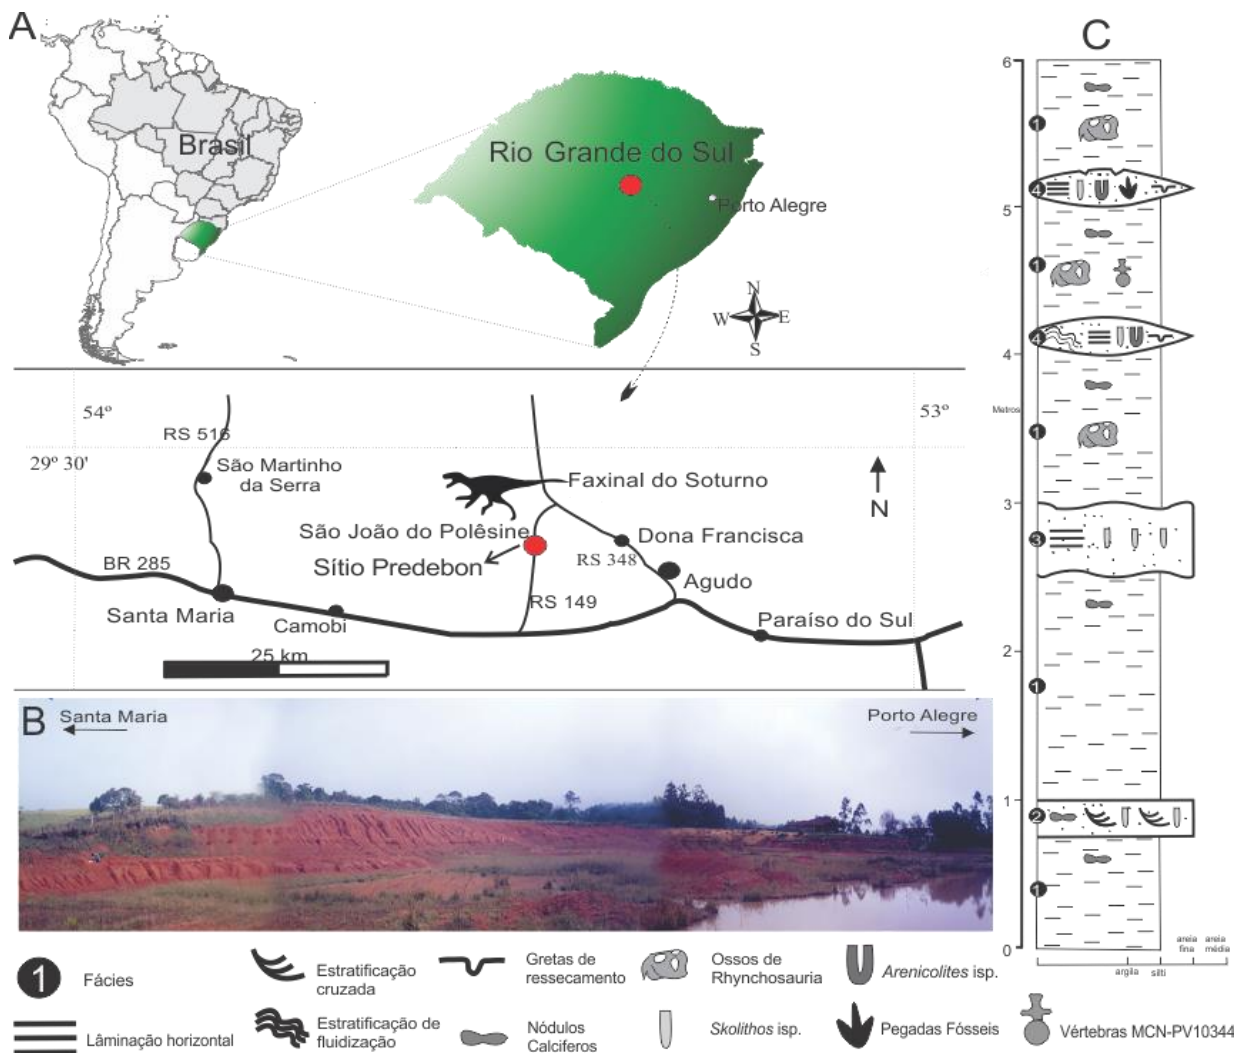 A
Brasil
Rio Grande do Sul
Porto Alegre
N
W
E
S
54º
53º
29º 30'
RS 516
São Martinho
da Serra
Faxinal do Soturno
São João do Polêsine
Sítio Predebon
Dona Francisca
RS 348
Agudo
N
BR 285
Santa Maria
Camobi
RS 149
Paraíso do Sul
25 km
B
Santa Maria
Porto Alegre
C
6
1
4
5
1
4
4
Metros
1
3
3
2
1
1
2
1
0
areia
fina
areia
média
argila
silti
1
Fácies
Estratificação
cruzada
Gretas de
ressecamento
Ossos de
Rhynchosauria
Arenicolites isp.
Lâminação horizontal
Estratificação de
fluidização
Nódulos
Calciferos
Skolithos isp.
Pegadas Fósseis
Vértebras MCN-PV10344